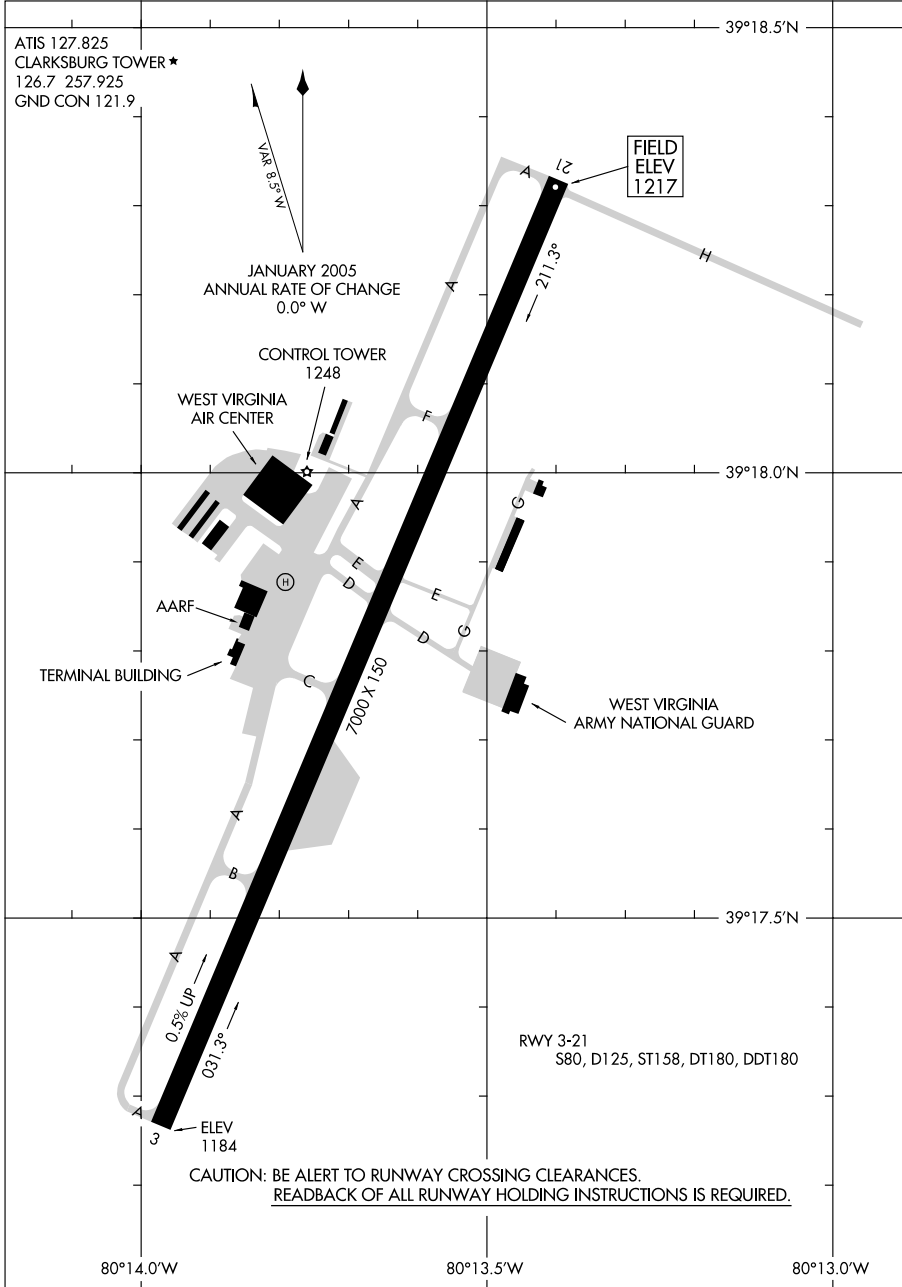 ATIS 127.825
CLARKSBURG TOWER ★
126.7 257.925
GND CON 121.9
39°18.5'N
VAR 8.5° W
JANUARY 2005
ANNUAL RATE OF CHANGE
0.0° W
FIELD
ELEV
1217
21
A
H
211.3°
A
CONTROL TOWER
1248
WEST VIRGINIA
AIR CENTER
F
39°18.0'N
A
G
E
D
H
E
AARF
D
G
TERMINAL BUILDING
C
7000 X 150
WEST VIRGINIA
ARMY NATIONAL GUARD
A
B
39°17.5'N
A
0.5% UP
031.3°
RWY 3-21
S80, D125, ST158, DT180, DDT180
A
3
ELEV
1184
CAUTION: BE ALERT TO RUNWAY CROSSING CLEARANCES.
READBACK OF ALL RUNWAY HOLDING INSTRUCTIONS IS REQUIRED.
80°14.0'W
80°13.5'W
80°13.0'W